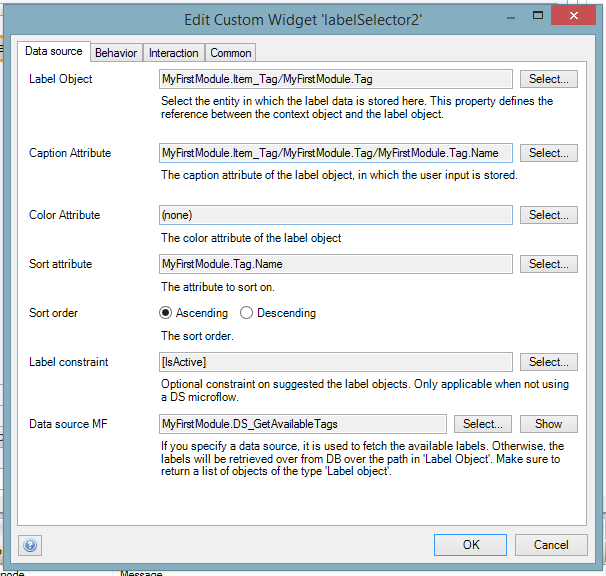 Edit Custom Widget 'labelSelector2'
Data source Behavior Interaction Common
Label Object MyFirstModule.Item_Tag/MyFirstModule.Tag Select...
Select the entity in which the label data is stored here. This property defines the
reference between the context object and the label object.
Caption Attribute MyFirstModule.Item_Tag/MyFirstModule.Tag/MyFirstModule.Tag.Name Select...
The caption attribute of the label object, in which the user input is stored.
Color Attribute (none) Select...
The color attribute of the label object
Sort attribute MyFirstModule.Tag.Name Select...
The attribute to sort on.
Sort order Ascending Descending
The sort order.
Label constraint [IsActive] Select...
Optional constraint on suggested the label objects. Only applicable when not using
a DS microflow.
Data source MF MyFirstModule.DS_GetAvailableTags Select... Show
If you specify a data source, it is used to fetch the available labels. Otherwise, the
labels will be retrieved over from DB over the path in 'Label Object'. Make sure to
return a list of objects of the type 'Label object'.
OK Cancel
Message